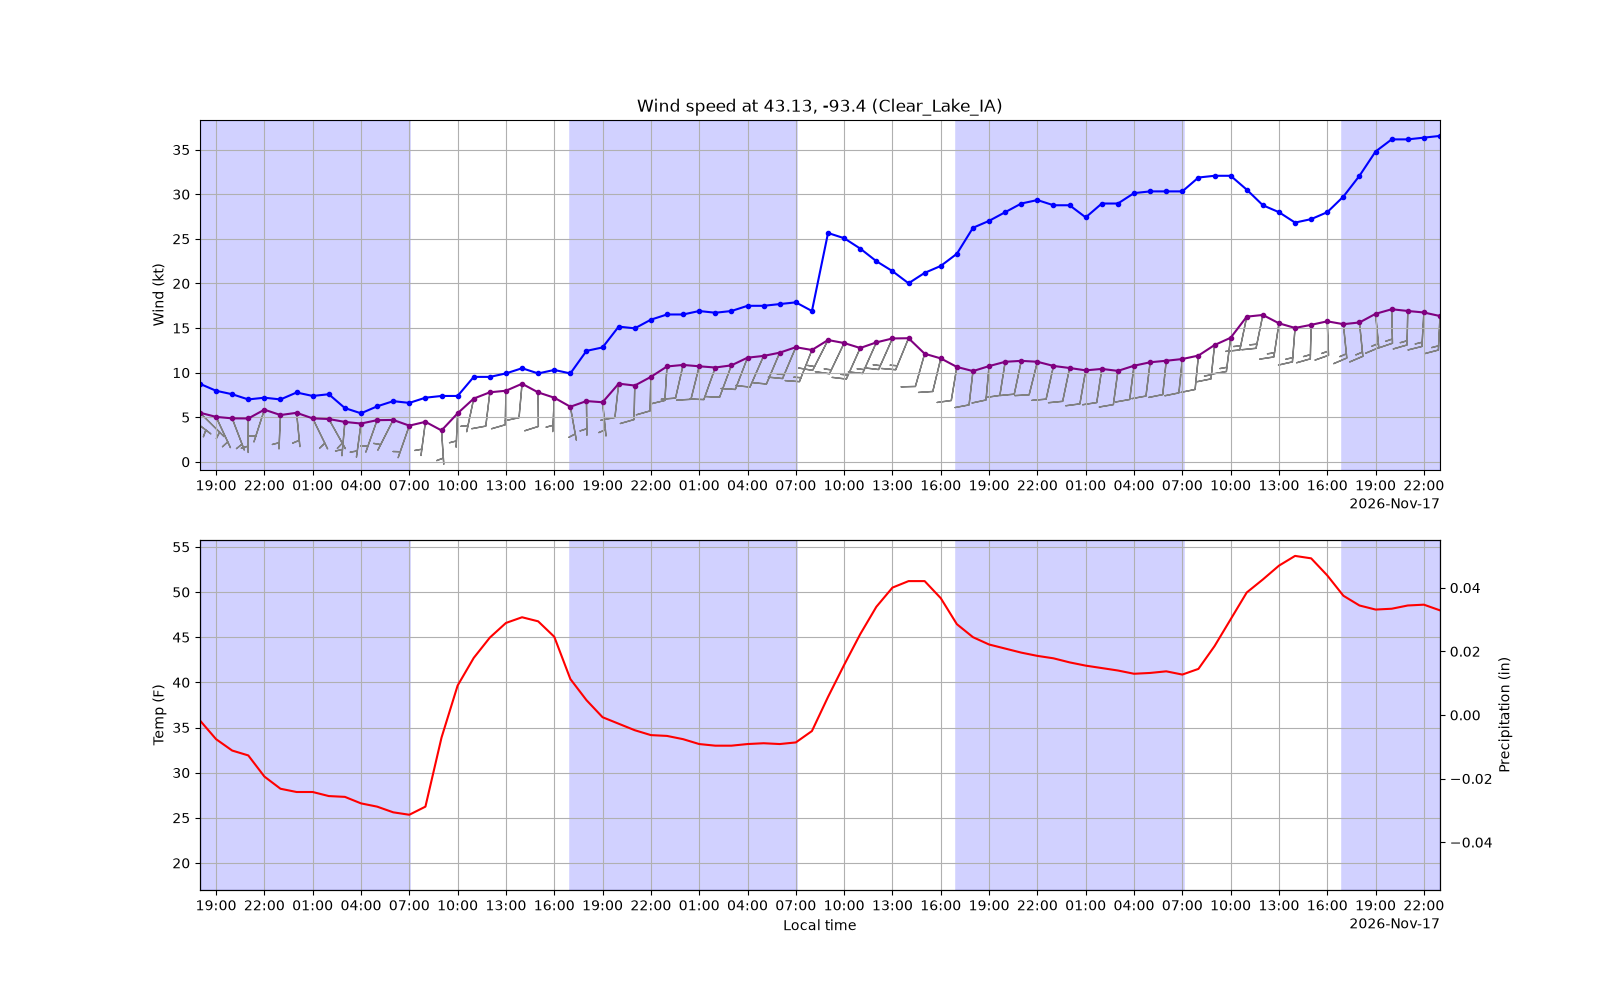 Wind speed at 43.13, -93.4 (Clear_Lake_IA)
35
30
25
20
15
10
5
0
Wind (kt)
19:00 22:00 01:00 04:00 07:00 10:00 13:00 16:00 19:00 22:00 01:00 04:00 07:00 10:00 13:00 16:00 19:00 22:00 01:00 04:00 07:00 10:00 13:00 16:00 19:00 22:00
2026-Nov-17
55
50
45
40
35
30
25
20
Temp (F)
0.04
0.02
0.00
−0.02
−0.04
Precipitation (in)
19:00 22:00 01:00 04:00 07:00 10:00 13:00 16:00 19:00 22:00 01:00 04:00 07:00 10:00 13:00 16:00 19:00 22:00 01:00 04:00 07:00 10:00 13:00 16:00 19:00 22:00
Local time
2026-Nov-17